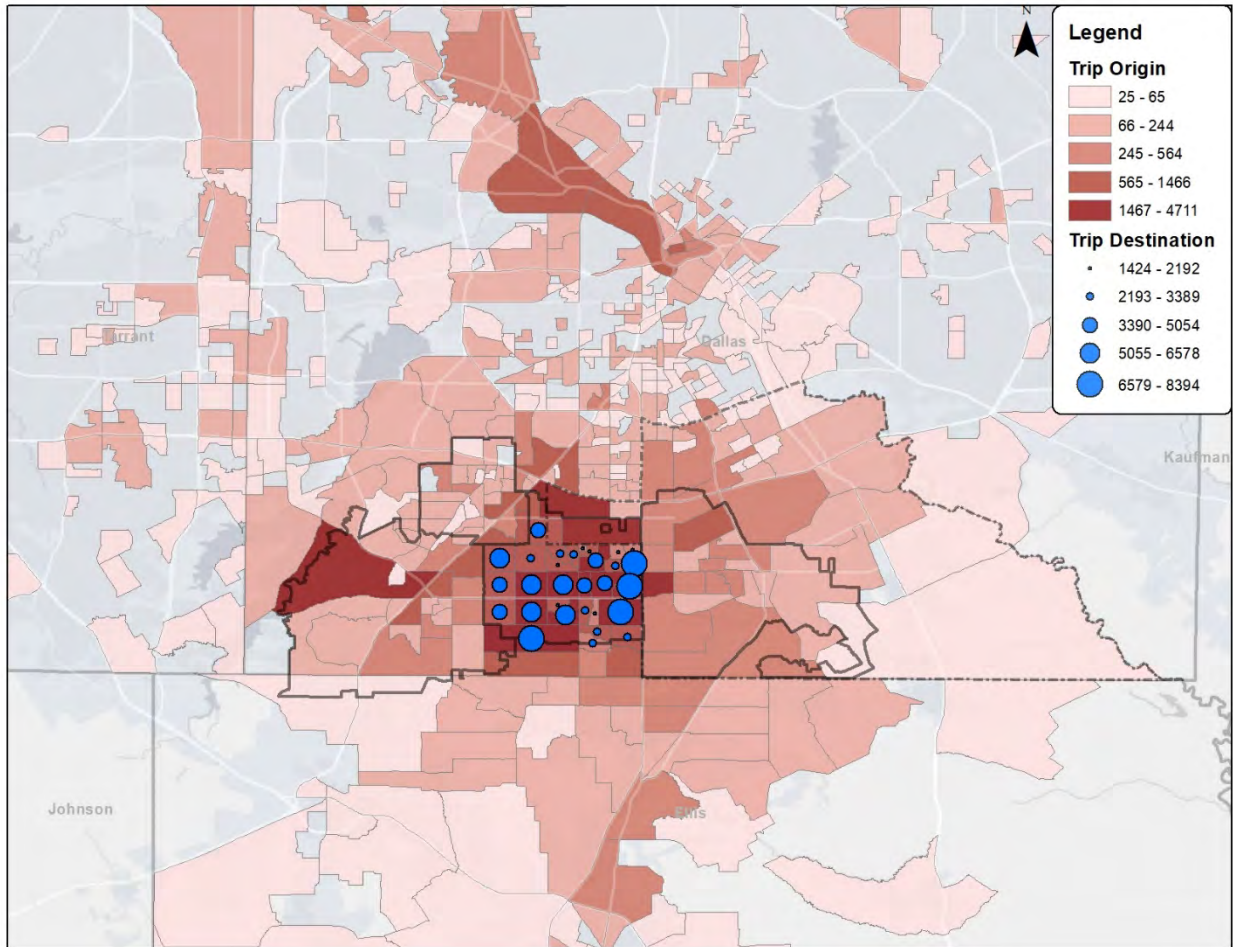 N
Legend
Trip Origin
25 - 65
66 - 244
245 - 564
565 - 1466
1467 - 4711
Trip Destination
1424 - 2192
2193 - 3389
3390 - 5054
5055 - 6578
6579 - 8394
Tarrant
Dallas
Kaufman
Johnson
Ellis